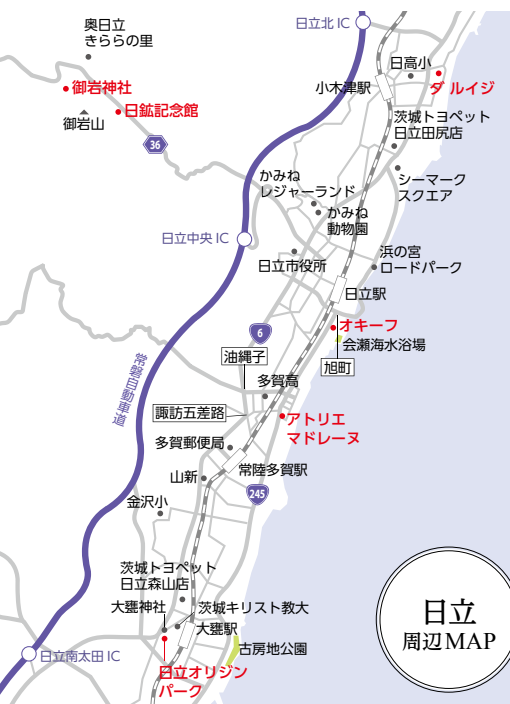 日立北 IC
奥日立
きららの里
日高小
小木津駅
ダ ルイジ
御岩神社
日鉱記念館
御岩山
茨城トヨペット
日立田尻店
36
かみね
レジャーランド
シーマーク
スクエア
かみね
動物園
日立中央 IC
日立市役所
浜の宮
ロードパーク
日立駅
オキーフ
6
会瀬海水浴場
油縄子
旭町
常磐自動車道
多賀高
諏訪五差路
アトリエ
マドレーヌ
多賀郵便局
山新
常陸多賀駅
245
金沢小
茨城トヨペット
日立森山店
大甕神社
茨城キリスト教大
大甕駅
日立南太田 IC
古房地公園
日立オリジン
パーク
日立
周辺MAP